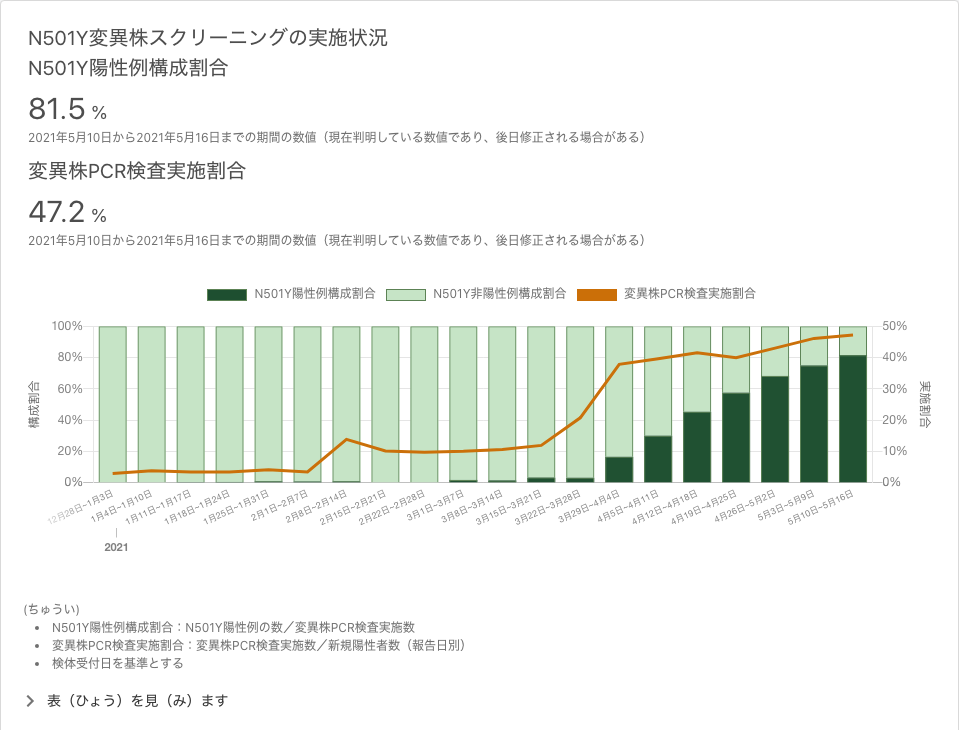 N501Y変異株スクリーニングの実施状況
N501Y陽性例構成割合
81.5 %
2021年5月10日から2021年5月16日までの期間の数値（現在判明している数値であり、後日修正される場合がある）
変異株PCR検査実施割合
47.2 %
2021年5月10日から2021年5月16日までの期間の数値（現在判明している数値であり、後日修正される場合がある）
N501Y陽性例構成割合 N501Y非陽性例構成割合 変異株PCR検査実施割合
100% 50%
80% 40%
60% 30%
構成割合 実施割合
40% 20%
20% 10%
0% 0%
12月28日~1月3日
1月4日~1月10日
1月11日~1月17日
1月18日~1月24日
1月25日~1月31日
2月1日~2月7日
2月8日~2月14日
2月15日~2月21日
2月22日~2月28日
3月1日~3月7日
3月8日~3月14日
3月15日~3月21日
3月22日~3月28日
3月29日~4月4日
4月5日~4月11日
4月12日~4月18日
4月19日~4月25日
4月26日~5月2日
5月3日~5月9日
5月10日~5月16日
2021
(ちゅうい)
• N501Y陽性例構成割合：N501Y陽性例の数／変異株PCR検査実施数
• 変異株PCR検査実施割合：変異株PCR検査実施数／新規陽性者数（報告日別）
• 検体受付日を基準とする
表（ひょう）を見（み）ます